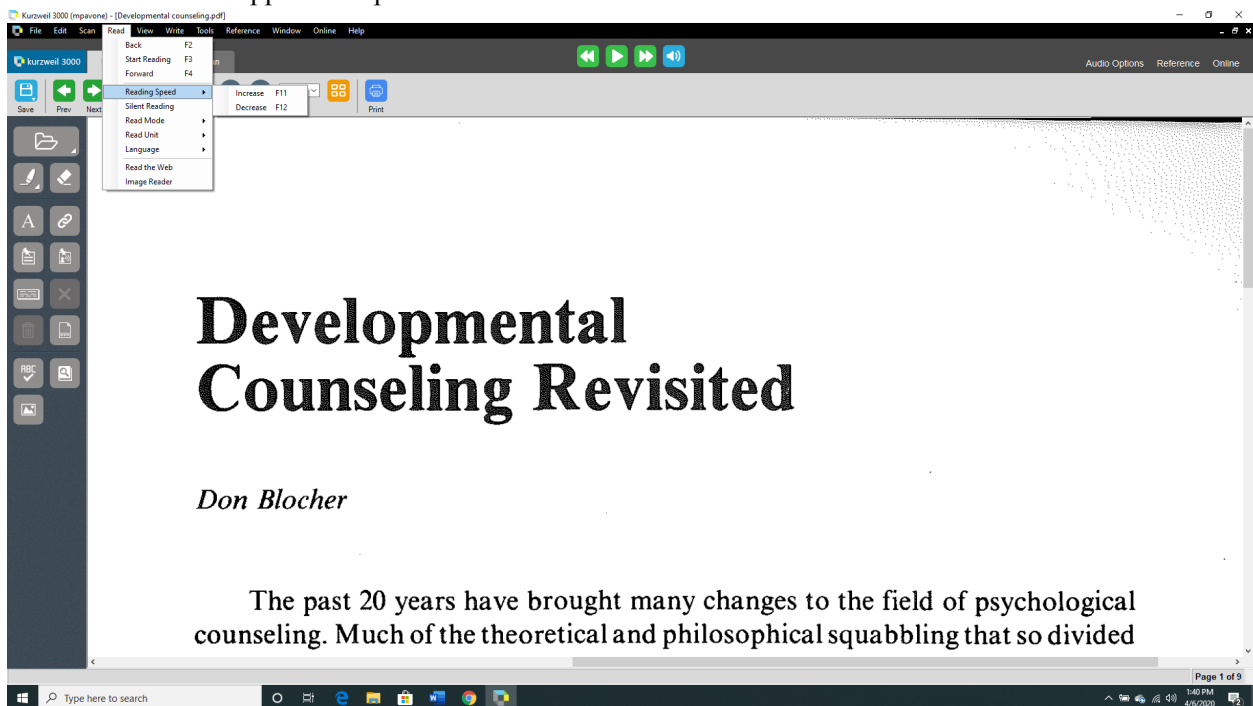 Kurzweil 3000 (mpavone) - [Developmental counseling.pdf]
File Edit Scan Read View Write Tools Reference Window Online Help
kurzweil 3000
Audio Options Reference Online
Back F2
Start Reading F3
Forward F4
Reading Speed
Increase F11
Decrease F12
Silent Reading
Read Mode
Read Unit
Language
Read the Web
Image Reader
Save Prev Next
Print
Developmental
Counseling Revisited
Don Blocher
The past 20 years have brought many changes to the field of psychological
counseling. Much of the theoretical and philosophical squabbling that so divided
Page 1 of 9
Type here to search
1:40 PM
4/6/2020